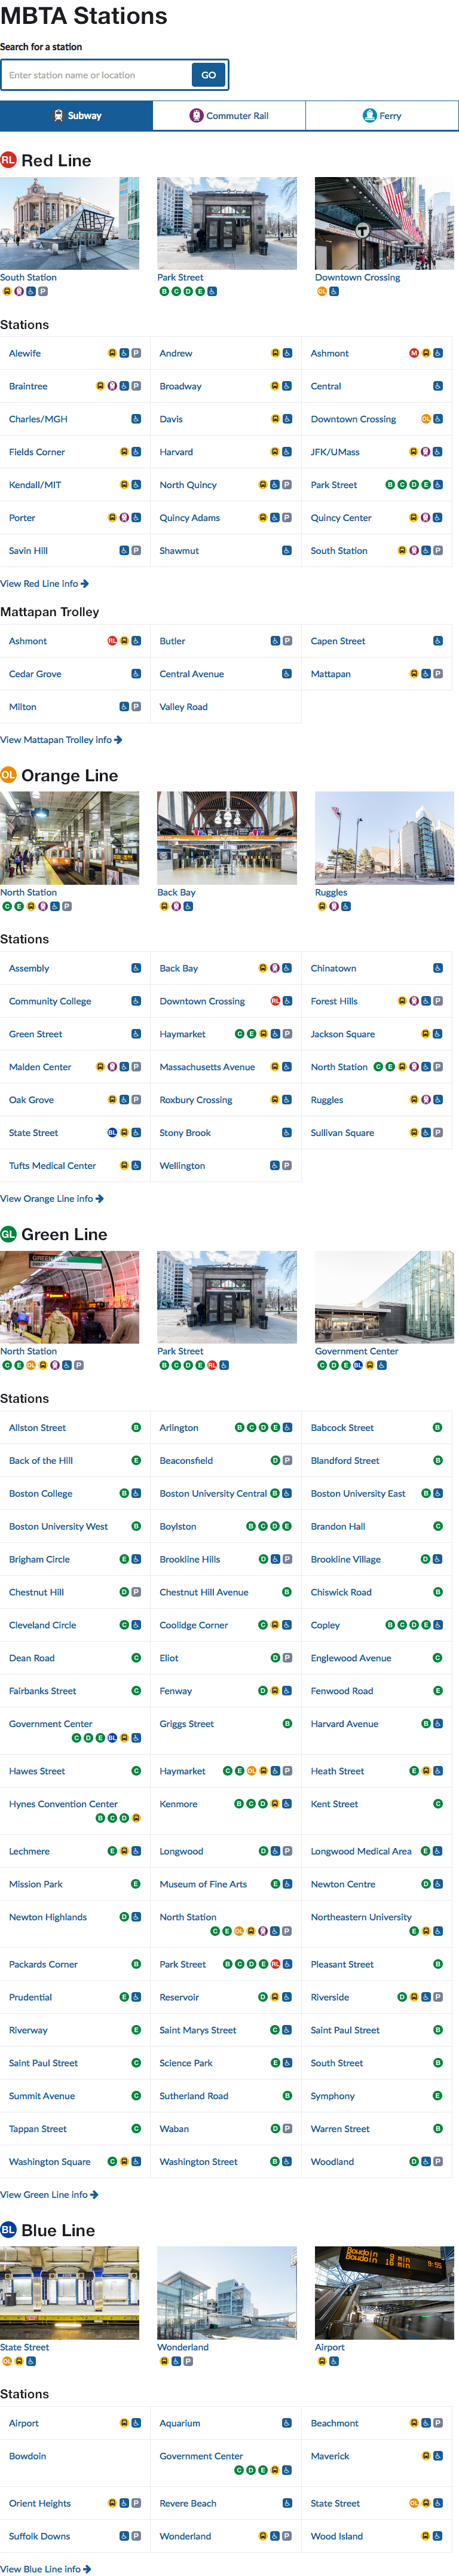 MBTA Stations
Search for a station
Enter station name or location GO
Subway Commuter Rail Ferry
RL Red Line
South Station Park Street Downtown Crossing
P B C D E OL
Stations
Alewife P Andrew Ashmont M
Braintree P Broadway Central
Charles/MGH Davis Downtown Crossing OL
Fields Corner Harvard JFK/UMass
Kendall/MIT North Quincy P Park Street B C D E
Porter Quincy Adams P Quincy Center
Savin Hill P Shawmut South Station P
View Red Line info
Mattapan Trolley
Ashmont RL Butler P Capen Street
Cedar Grove Central Avenue Mattapan P
Milton P Valley Road
View Mattapan Trolley info
OL Orange Line
North Station Back Bay Ruggles
C E P
Stations
Assembly Back Bay Chinatown
Community College Downtown Crossing RL Forest Hills P
Green Street Haymarket C E P Jackson Square
Malden Center P Massachusetts Avenue North Station C E P
Oak Grove P Roxbury Crossing Ruggles
State Street BL Stony Brook Sullivan Square P
Tufts Medical Center Wellington P
View Orange Line info
GL Green Line
North Station Park Street Government Center
C E OL P B C D E RL C D E BL
Stations
Allston Street B Arlington B C D E Babcock Street B
Back of the Hill E Beaconsfield D P Blandford Street B
Boston College B Boston University Central B Boston University East B
Boston University West B Boylston B C D E Brandon Hall C
Brigham Circle E Brookline Hills D P Brookline Village D
Chestnut Hill D P Chestnut Hill Avenue B Chiswick Road B
Cleveland Circle C Coolidge Corner C Copley B C D E
Dean Road C Eliot D P Englewood Avenue C
Fairbanks Street C Fenway D Fenwood Road E
Government Center Griggs Street B Harvard Avenue B
C D E BL
Hawes Street C Haymarket C E OL P Heath Street E
Hynes Convention Center Kenmore B C D Kent Street C
B C D
Lechmere E Longwood D P Longwood Medical Area E
Mission Park E Museum of Fine Arts E Newton Centre D
Newton Highlands D North Station Northeastern University
C E OL P E
Packards Corner B Park Street B C D E RL Pleasant Street B
Prudential E Reservoir D Riverside D P
Riverway E Saint Marys Street C Saint Paul Street B
Saint Paul Street C Science Park E South Street B
Summit Avenue C Sutherland Road B Symphony E
Tappan Street C Waban D P Warren Street B
Washington Square C Washington Street B Woodland D P
View Green Line info
BL Blue Line
Bowdoin 8 min
Bowdoin 16 min 9:55
State Street Wonderland Airport
OL P
Stations
Airport Aquarium Beachmont P
Bowdoin Government Center Maverick
C D E
Orient Heights P Revere Beach State Street OL
Suffolk Downs P Wonderland P Wood Island
View Blue Line info